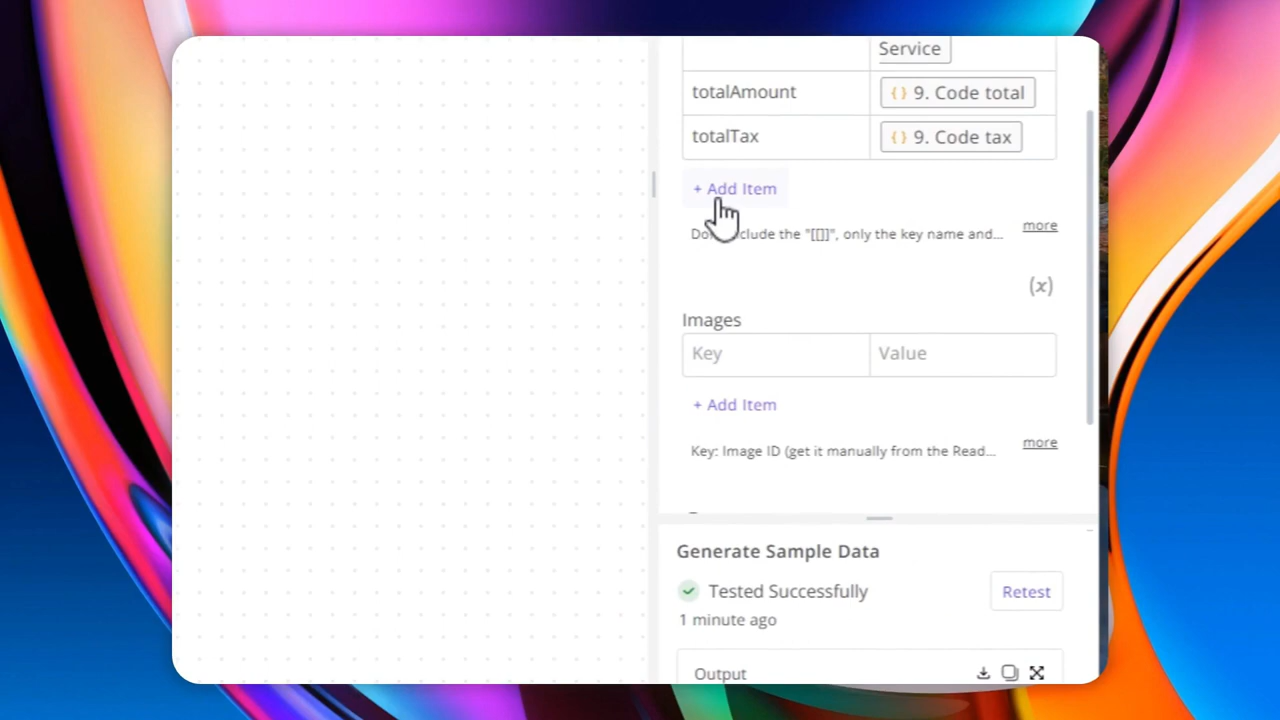 Service
totalAmount {} 9. Code total
totalTax {} 9. Code tax
+ Add Item
clude the "[[]]", only the key name and... more
(x)
Images
Key Value
+ Add Item
Key: Image ID (get it manually from the Read... more
Generate Sample Data
Tested Successfully Retest
1 minute ago
Output